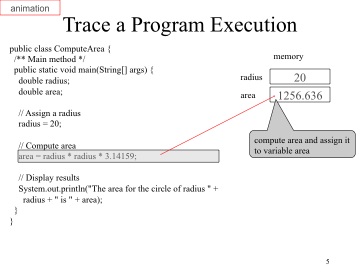 animation
Trace a Program Execution
public class ComputeArea {
/** Main method */
public static void main(String[] args) {
double radius;
double area;
// Assign a radius
radius = 20;
// Compute area
area = radius * radius * 3.14159;
// Display results
System.out.println("The area for the circle of radius " +
radius + " is " + area);
}
}
memory
radius 20
area 1256.636
compute area and assign it
to variable area
5